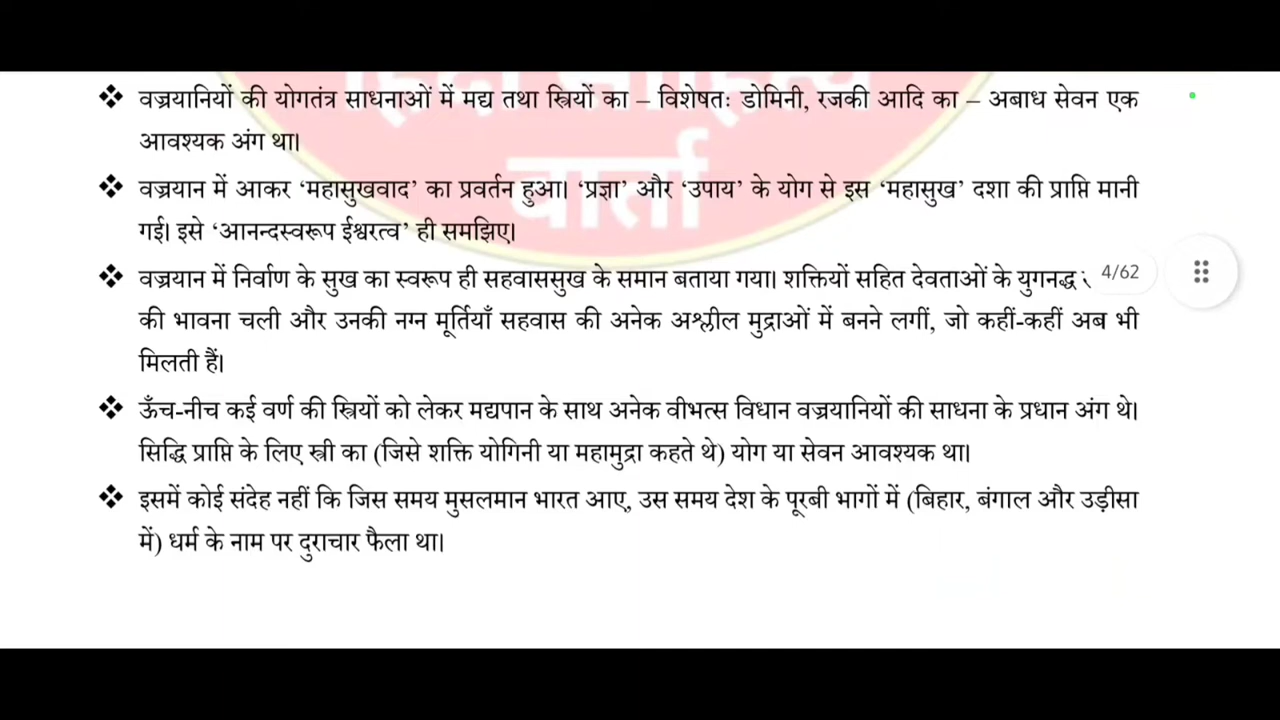 हिन्दी साहित्य
वार्ता
❖ वज्रयानियों की योगतंत्र साधनाओं में मद्य तथा स्त्रियों का – विशेषतः डोमिनी, रजकी आदि का – अबाध सेवन एक
आवश्यक अंग था।
❖ वज्रयान में आकर ‘महासुखवाद’ का प्रवर्तन हुआ। ‘प्रज्ञा’ और ‘उपाय’ के योग से इस ‘महासुख’ दशा की प्राप्ति मानी
गई। इसे ‘आनन्दस्वरूप ईश्वरत्व’ ही समझिए।
❖ वज्रयान में निर्वाण के सुख का स्वरूप ही सहवाससुख के समान बताया गया। शक्तियों सहित देवताओं के युगनद्ध
4/62
की भावना चली और उनकी नग्न मूर्तियाँ सहवास की अनेक अश्लील मुद्राओं में बनने लगीं, जो कहीं-कहीं अब भी
मिलती हैं।
❖ ऊँच-नीच कई वर्ण की स्त्रियों को लेकर मद्यपान के साथ अनेक वीभत्स विधान वज्रयानियों की साधना के प्रधान अंग थे।
सिद्धि प्राप्ति के लिए स्त्री का (जिसे शक्ति योगिनी या महामुद्रा कहते थे) योग या सेवन आवश्यक था।
❖ इसमें कोई संदेह नहीं कि जिस समय मुसलमान भारत आए, उस समय देश के पूरबी भागों में (बिहार, बंगाल और उड़ीसा
में) धर्म के नाम पर दुराचार फैला था।